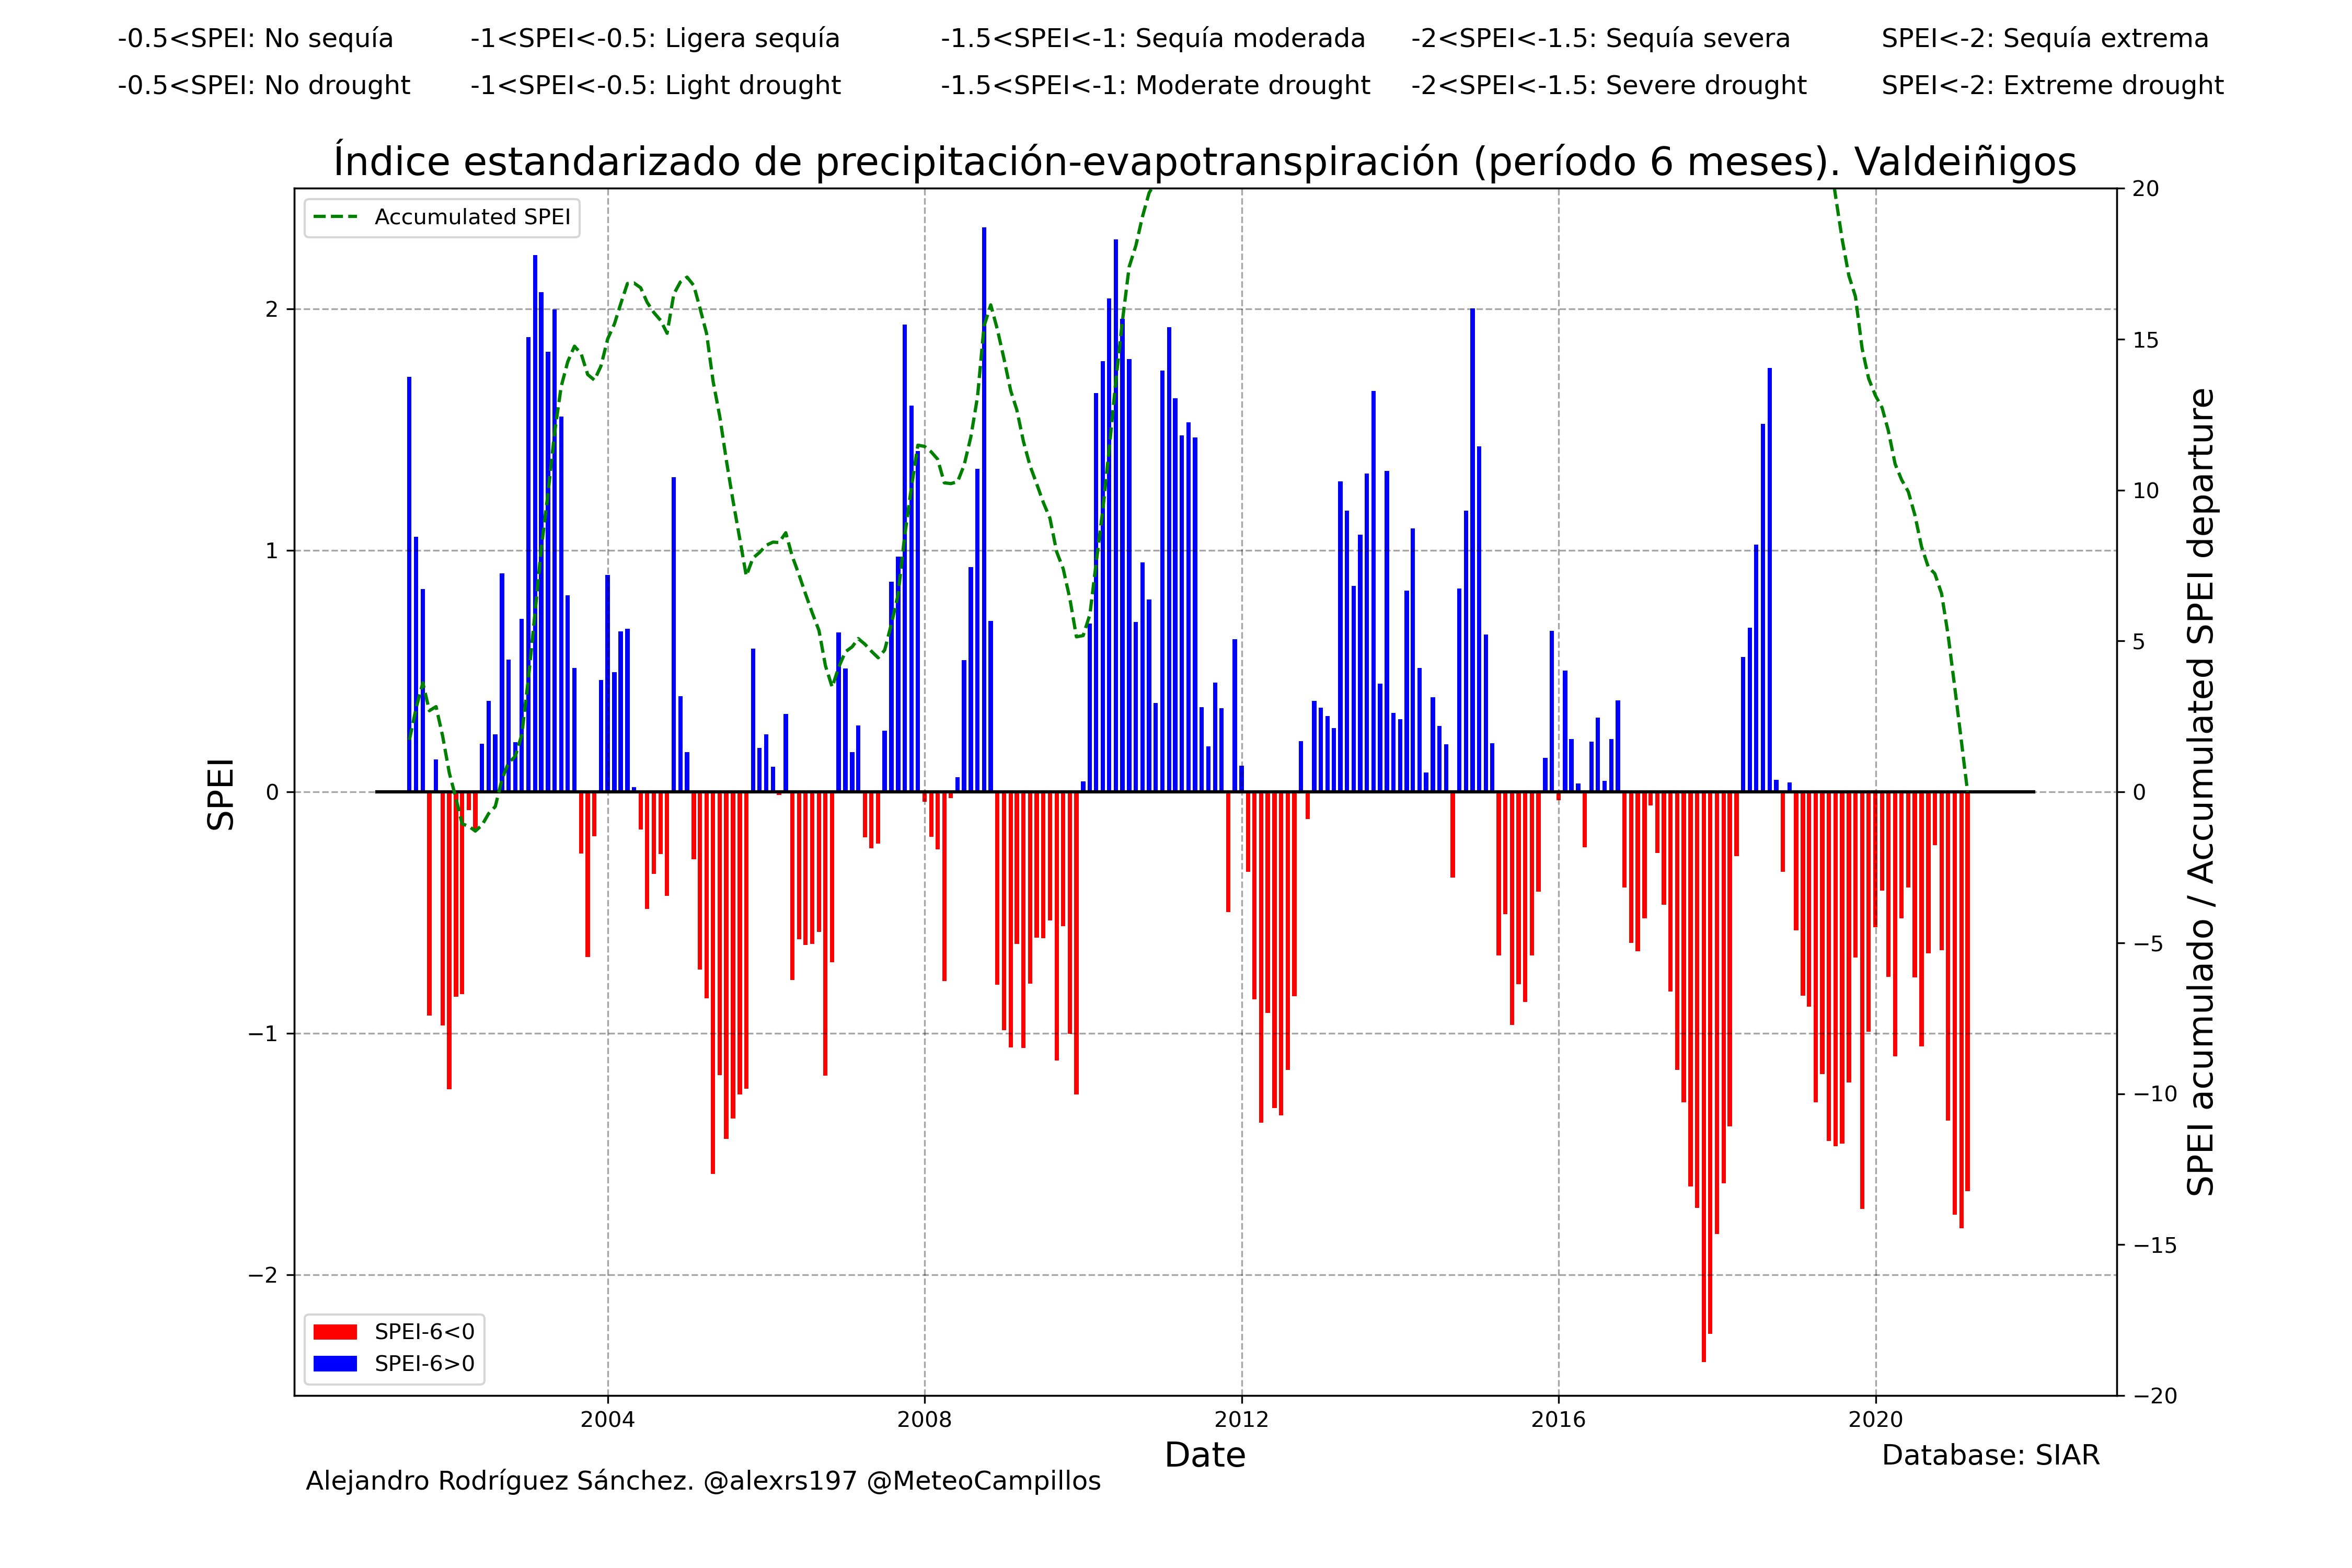 -0.5<SPEI: No sequía -1<SPEI<-0.5: Ligera sequía -1.5<SPEI<-1: Sequía moderada -2<SPEI<-1.5: Sequía severa SPEI<-2: Sequía extrema
-0.5<SPEI: No drought -1<SPEI<-0.5: Light drought -1.5<SPEI<-1: Moderate drought -2<SPEI<-1.5: Severe drought SPEI<-2: Extreme drought
Índice estandarizado de precipitación-evapotranspiración (período 6 meses). Valdeiñigos
Accumulated SPEI
SPEI
2
1
0
−1
−2
20
15
10
5
0
−5
−10
−15
−20
SPEI acumulado / Accumulated SPEI departure
SPEI-6<0
SPEI-6>0
2004 2008 2012 2016 2020
Date
Database: SIAR
Alejandro Rodríguez Sánchez. @alexrs197 @MeteoCampillos